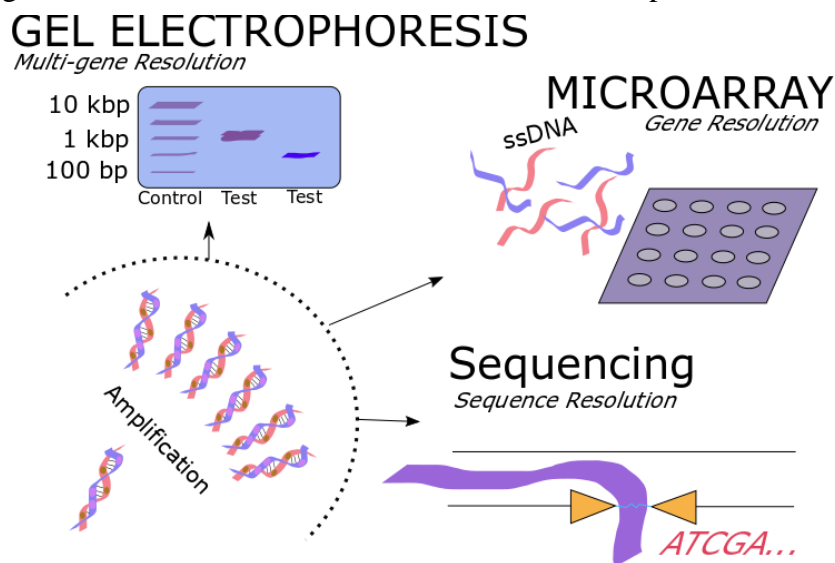 GEL ELECTROPHORESIS
Multi-gene Resolution
10 kbp
1 kbp
100 bp
Control Test Test
MICROARRAY
Gene Resolution
ssDNA
Amplification
Sequencing
Sequence Resolution
ATCGA...